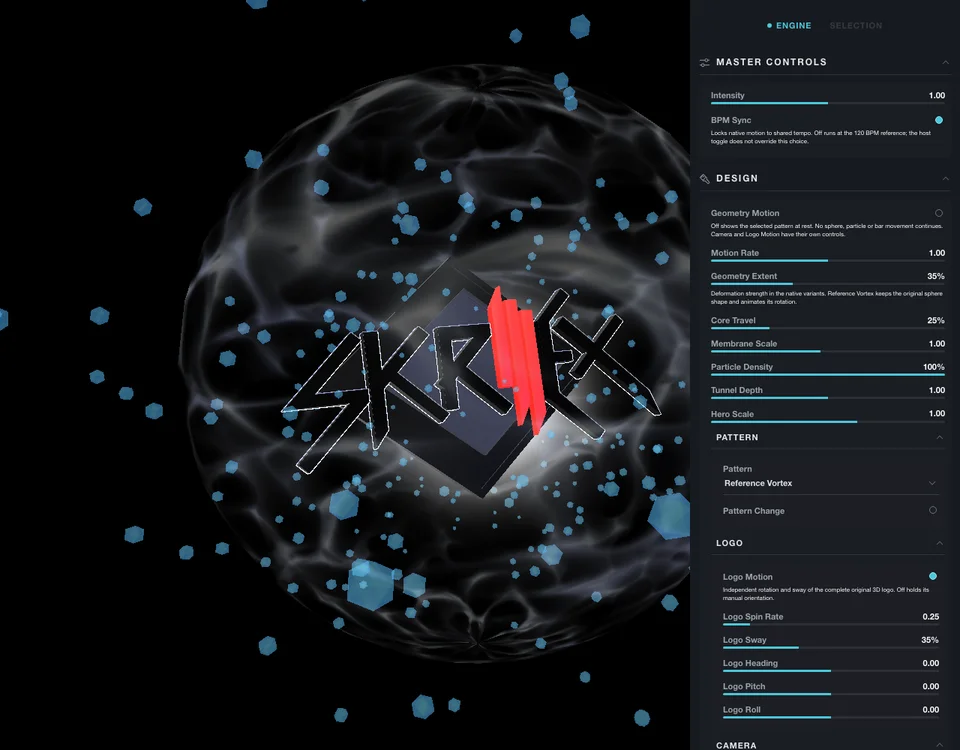 SKRIEX
ENGINE
SELECTION
MASTER CONTROLS
Intensity 1.00
BPM Sync
Locks native motion to shared tempo. Off runs at the 120 BPM reference; the host
toggle does not override this choice.
DESIGN
Geometry Motion
Off shows the selected pattern at rest. No sphere, particle or bar movement continues.
Camera and Logo Motion have their own controls.
Motion Rate 1.00
Geometry Extent 35%
Deformation strength in the native variants. Reference Vortex keeps the original sphere
shape and animates its rotation.
Core Travel 25%
Membrane Scale 1.00
Particle Density 100%
Tunnel Depth 1.00
Hero Scale 1.00
PATTERN
Pattern
Reference Vortex
Pattern Change
LOGO
Logo Motion
Independent rotation and sway of the complete original 3D logo. Off holds its
manual orientation.
Logo Spin Rate 0.25
Logo Sway 35%
Logo Heading 0.00
Logo Pitch 0.00
Logo Roll 0.00
CAMERA